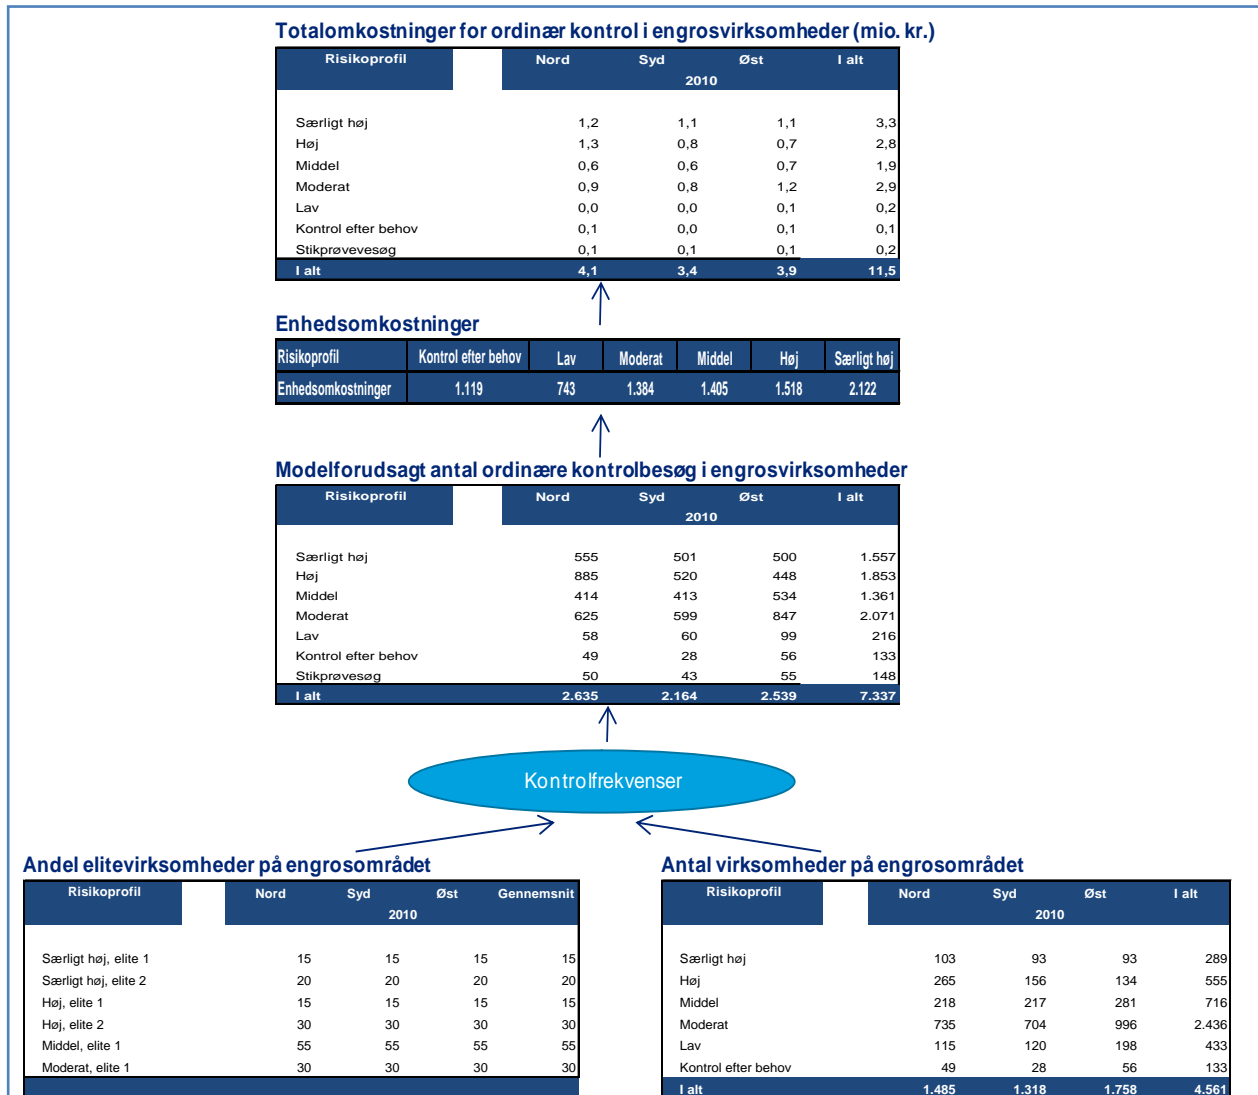 Totalomkostninger for ordinær kontrol i engrosvirksomheder (mio. kr.)
Risikoprofil Nord Syd Øst I alt
2010
Særligt høj 1,2 1,1 1,1 3,3
Høj 1,3 0,8 0,7 2,8
Middel 0,6 0,6 0,7 1,9
Moderat 0,9 0,8 1,2 2,9
Lav 0,0 0,0 0,1 0,2
Kontrol efter behov 0,1 0,0 0,1 0,1
Stikprøvevesøg 0,1 0,1 0,1 0,2
I alt 4,1 3,4 3,9 11,5
Enhedsomkostninger
Risikoprofil Kontrol efter behov Lav Moderat Middel Høj Særligt høj
Enhedsomkostninger 1.119 743 1.384 1.405 1.518 2.122
Modelforudsagt antal ordinære kontrolbesøg i engrosvirksomheder
Risikoprofil Nord Syd Øst I alt
2010
Særligt høj 555 501 500 1.557
Høj 885 520 448 1.853
Middel 414 413 534 1.361
Moderat 625 599 847 2.071
Lav 58 60 99 216
Kontrol efter behov 49 28 56 133
Stikprøvesøg 50 43 55 148
I alt 2.635 2.164 2.539 7.337
Kontrolfrekvenser
Andel elitevirksomheder på engrosområdet
Risikoprofil Nord Syd Øst Gennemsnit
2010
Særligt høj, elite 1 15 15 15 15
Særligt høj, elite 2 20 20 20 20
Høj, elite 1 15 15 15 15
Høj, elite 2 30 30 30 30
Middel, elite 1 55 55 55 55
Moderat, elite 1 30 30 30 30
Antal virksomheder på engrosområdet
Risikoprofil Nord Syd Øst I alt
2010
Særligt høj 103 93 93 289
Høj 265 156 134 555
Middel 218 217 281 716
Moderat 735 704 996 2.436
Lav 115 120 198 433
Kontrol efter behov 49 28 56 133
I alt 1.485 1.318 1.758 4.561